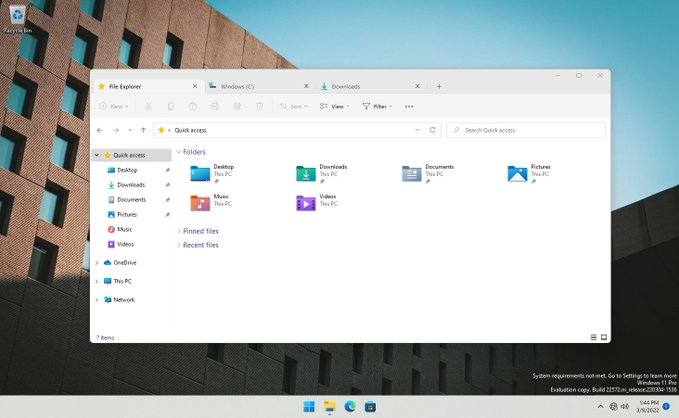 Recycle Bin
File Explorer
Windows (C:)
Downloads
New
Sort
View
Filter
Quick access
Search Quick access
Quick access
Desktop
Downloads
Documents
Pictures
Music
Videos
OneDrive
This PC
Network
Folders
Desktop
This PC
Downloads
This PC
Documents
This PC
Pictures
This PC
Music
This PC
Videos
This PC
Pinned files
Recent files
7 items
System requirements not met. Go to Settings to learn more
Windows 11 Pro
Evaluation copy. Build 22572.ni_release.220304-1536
1:44 PM
3/9/2022